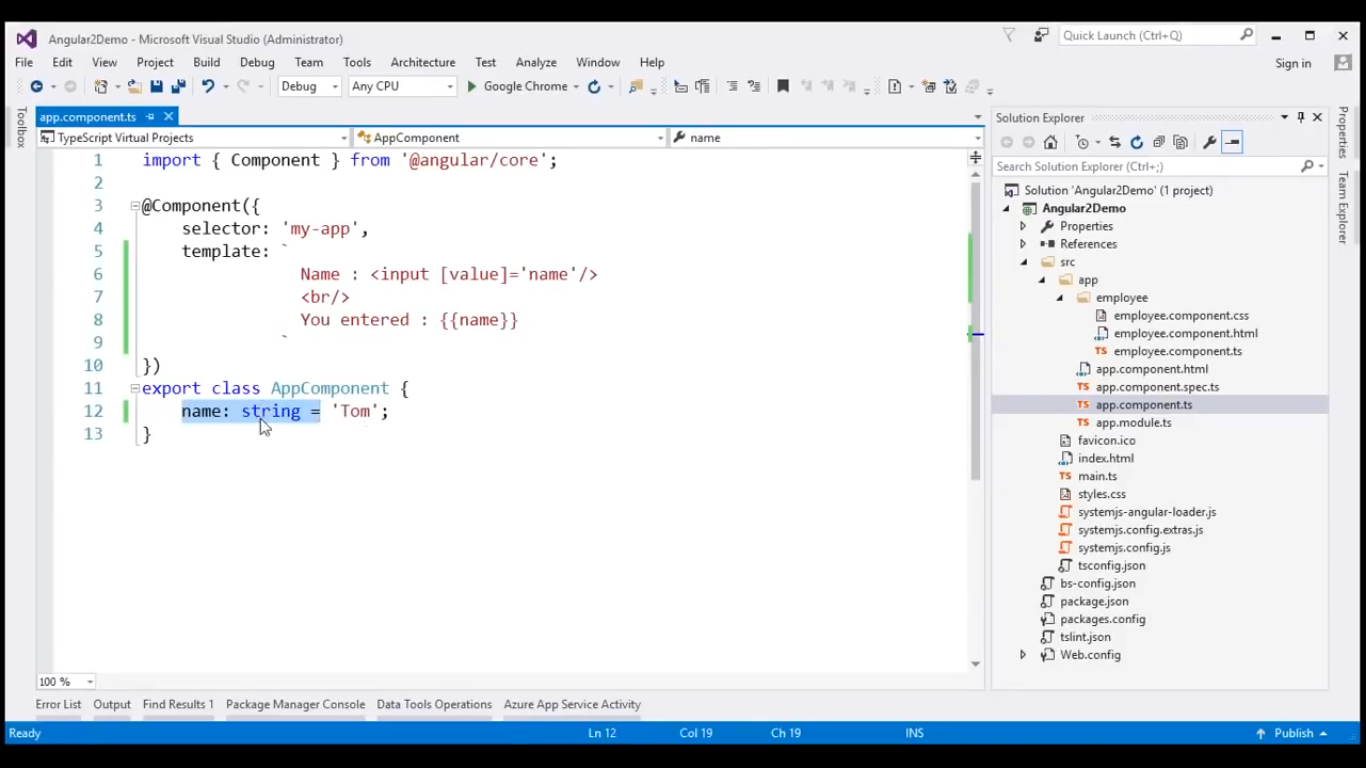 Angular2Demo - Microsoft Visual Studio (Administrator)
Quick Launch (Ctrl+Q)
File Edit View Project Build Debug Team Tools Architecture Test Analyze Window Help
Sign in
Debug Any CPU Google Chrome
Toolbox
app.component.ts
TypeScript Virtual Projects AppComponent name
1 import { Component } from '@angular/core';
2
3 @Component({
4 selector: 'my-app',
5 template: `
6 Name : <input [value]='name'/>
7 <br/>
8 You entered : {{name}}
9 `
10 })
11 export class AppComponent {
12 name: string = 'Tom';
13 }
100 %
Solution Explorer
Search Solution Explorer (Ctrl+;)
Solution 'Angular2Demo' (1 project)
Angular2Demo
Properties
References
src
app
employee
employee.component.css
employee.component.html
TS employee.component.ts
app.component.html
TS app.component.spec.ts
TS app.component.ts
TS app.module.ts
favicon.ico
index.html
TS main.ts
styles.css
systemjs-angular-loader.js
systemjs.config.extras.js
systemjs.config.js
tsconfig.json
bs-config.json
package.json
packages.config
tslint.json
Web.config
Properties
Team Explorer
Error List Output Find Results 1 Package Manager Console Data Tools Operations Azure App Service Activity
Ready Ln 12 Col 19 Ch 19 INS Publish